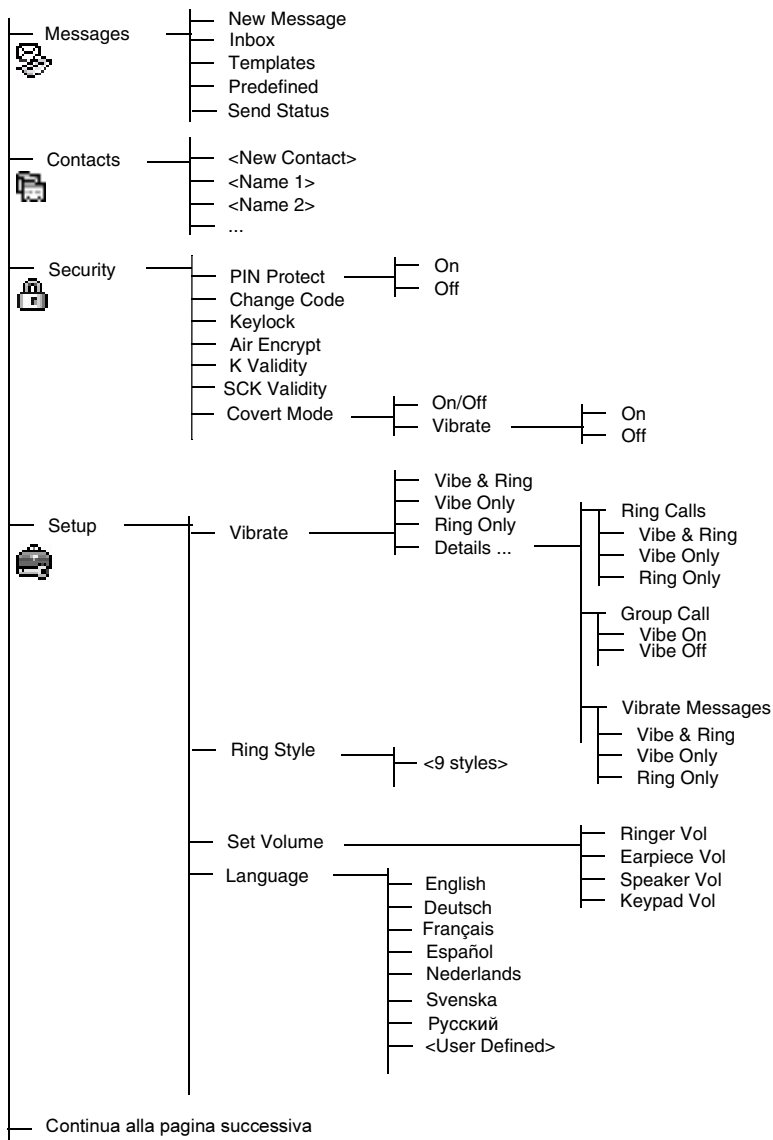 Messages
New Message
Inbox
Templates
Predefined
Send Status
Contacts
<New Contact>
<Name 1>
<Name 2>
...
Security
PIN Protect
On
Off
Change Code
Keylock
Air Encrypt
K Validity
SCK Validity
Covert Mode
On/Off
Vibrate
On
Off
Setup
Vibrate
Vibe & Ring
Vibe Only
Ring Only
Details ...
Ring Calls
Vibe & Ring
Vibe Only
Ring Only
Group Call
Vibe On
Vibe Off
Vibrate Messages
Vibe & Ring
Vibe Only
Ring Only
Ring Style
<9 styles>
Set Volume
Ringer Vol
Earpiece Vol
Speaker Vol
Keypad Vol
Language
English
Deutsch
Français
Español
Nederlands
Svenska
Русский
<User Defined>
Continua alla pagina successiva